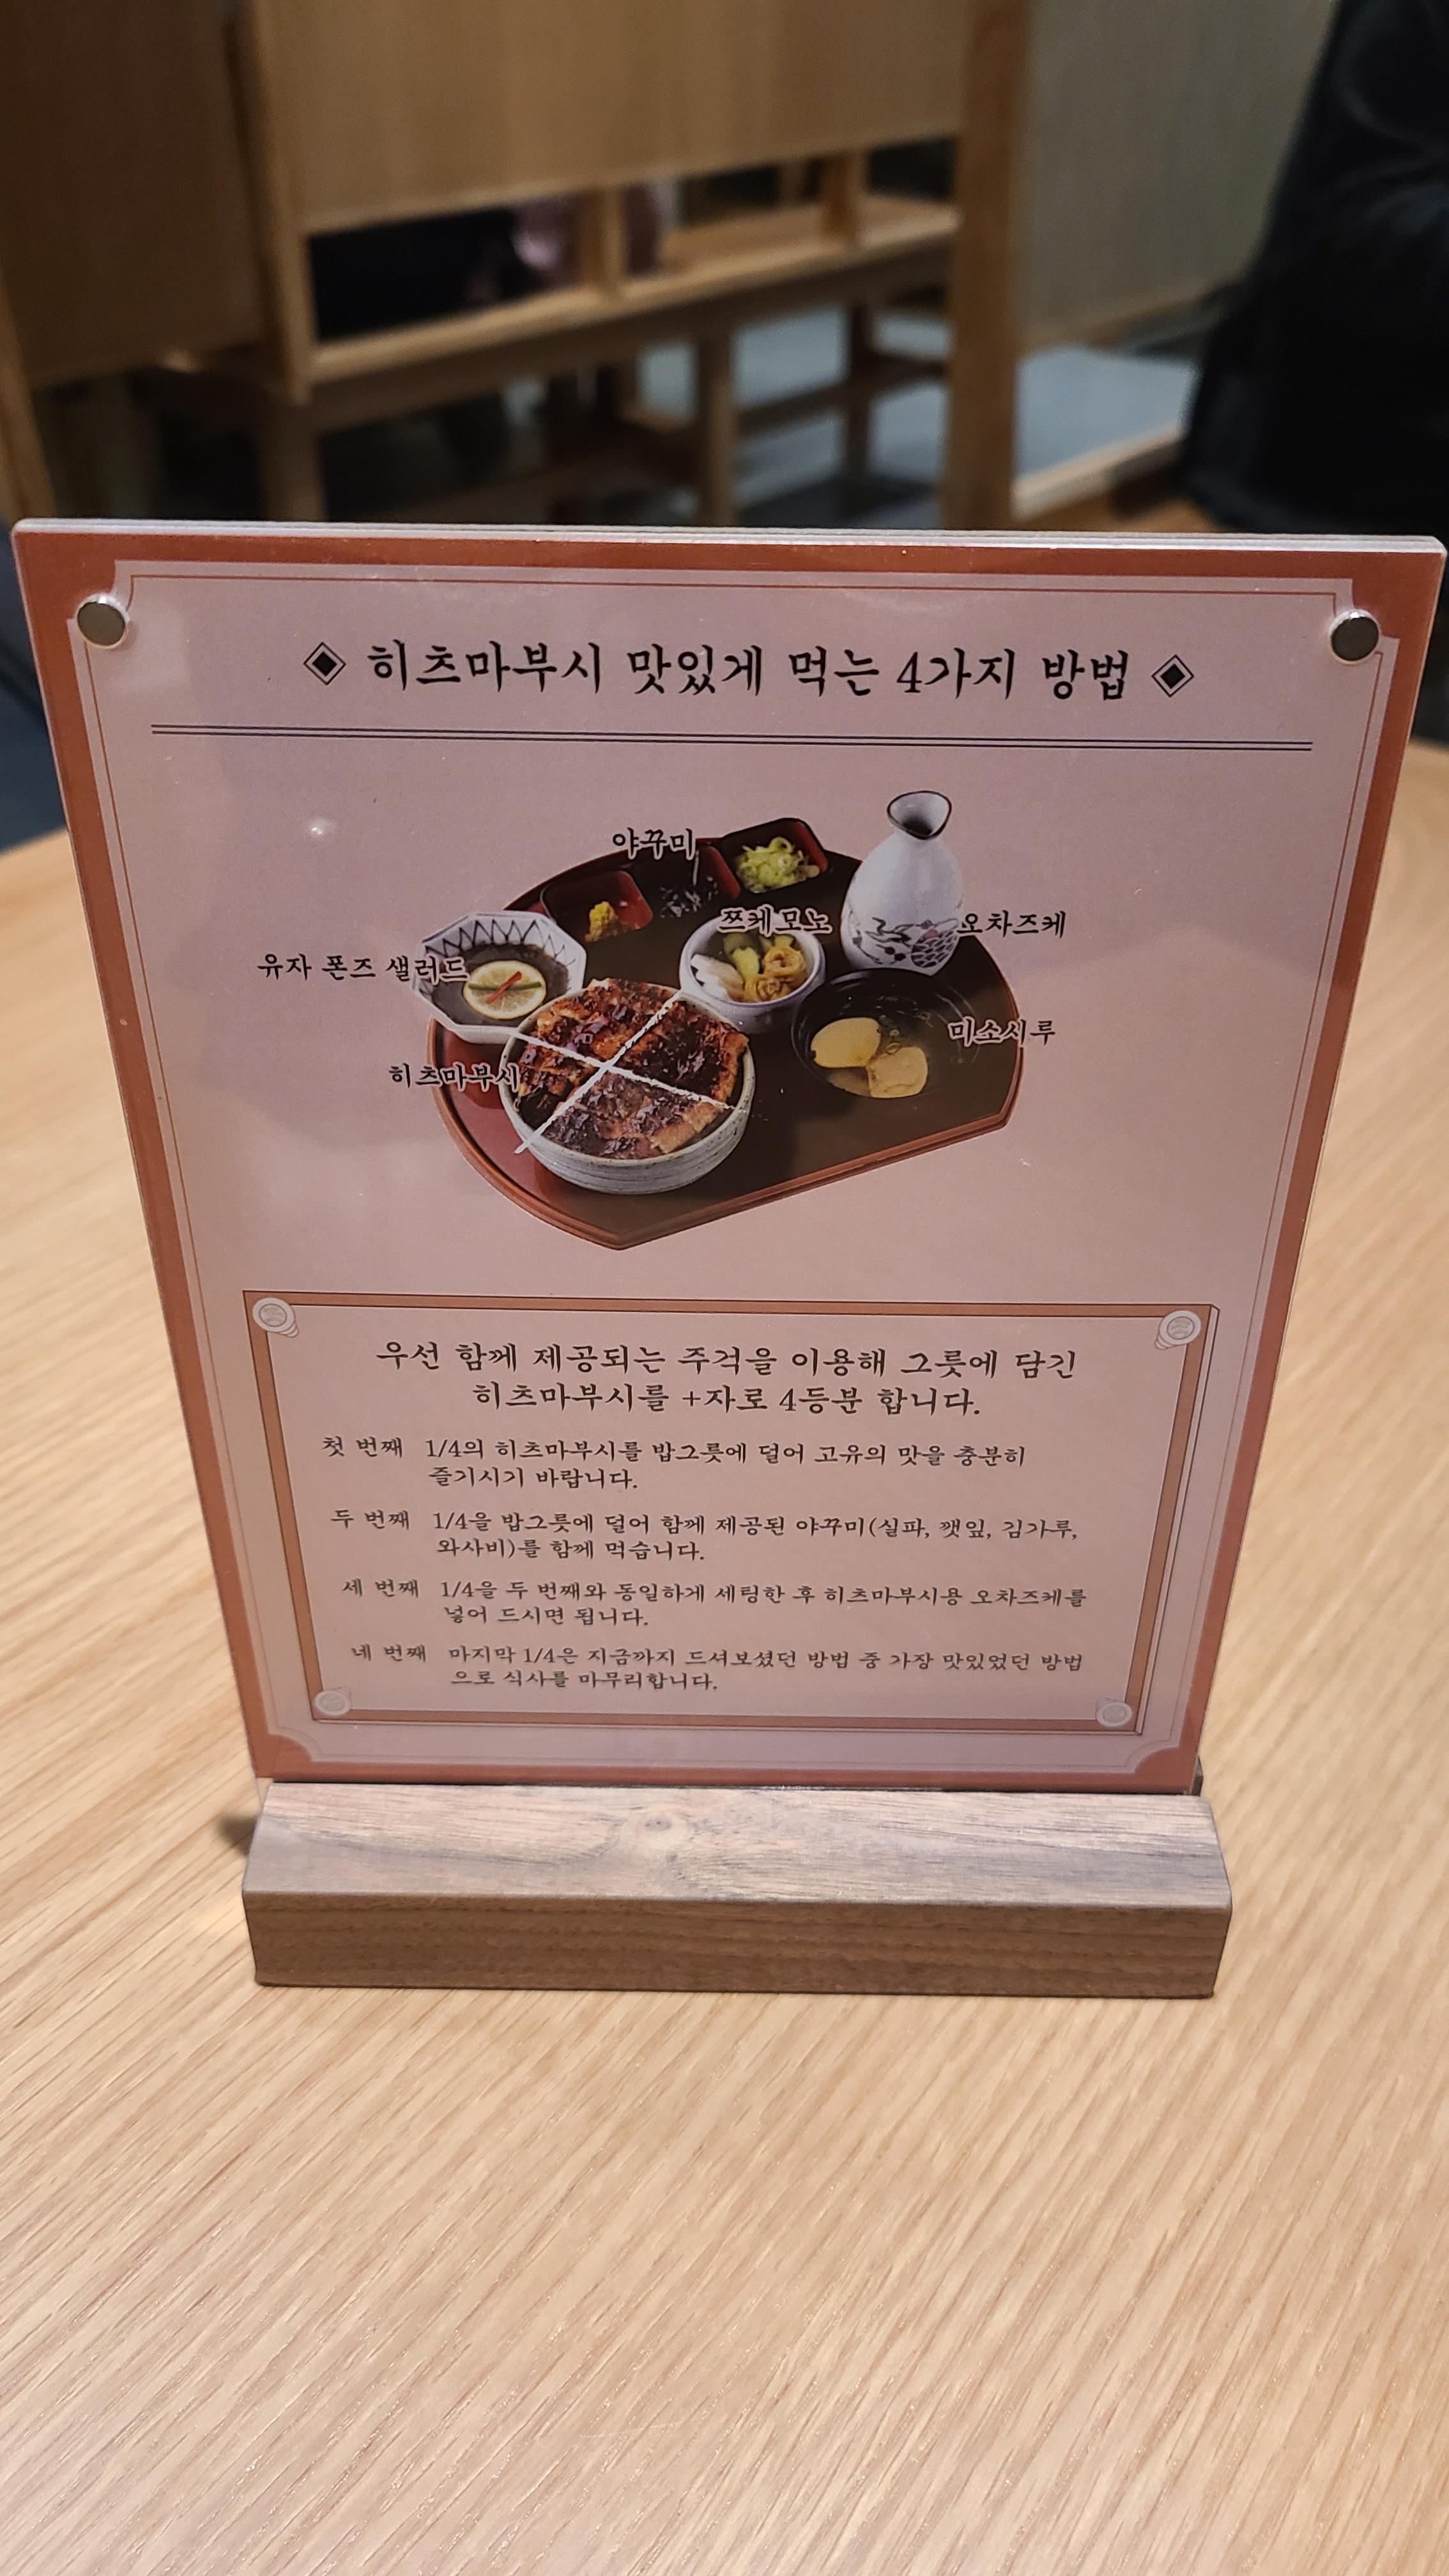 히츠마부시 맛있게 먹는 4가지 방법
야꾸미
쯔케모노
오차즈케
유자 폰즈 샐러드
미소시루
히츠마부시
우선 함께 제공되는 주걱을 이용해 그릇에 담긴
히츠마부시를 +자로 4등분 합니다.
첫 번째 1/4의 히츠마부시를 밥그릇에 덜어 고유의 맛을 충분히
즐기시기 바랍니다.
두 번째 1/4을 밥그릇에 덜어 함께 제공된 야꾸미(실파, 깻잎, 김가루,
와사비)를 함께 먹습니다.
세 번째 1/4을 두 번째와 동일하게 세팅한 후 히츠마부시용 오차즈케를
넣어 드시면 됩니다.
네 번째 마지막 1/4은 지금까지 드셔보셨던 방법 중 가장 맛있었던 방법
으로 식사를 마무리합니다.